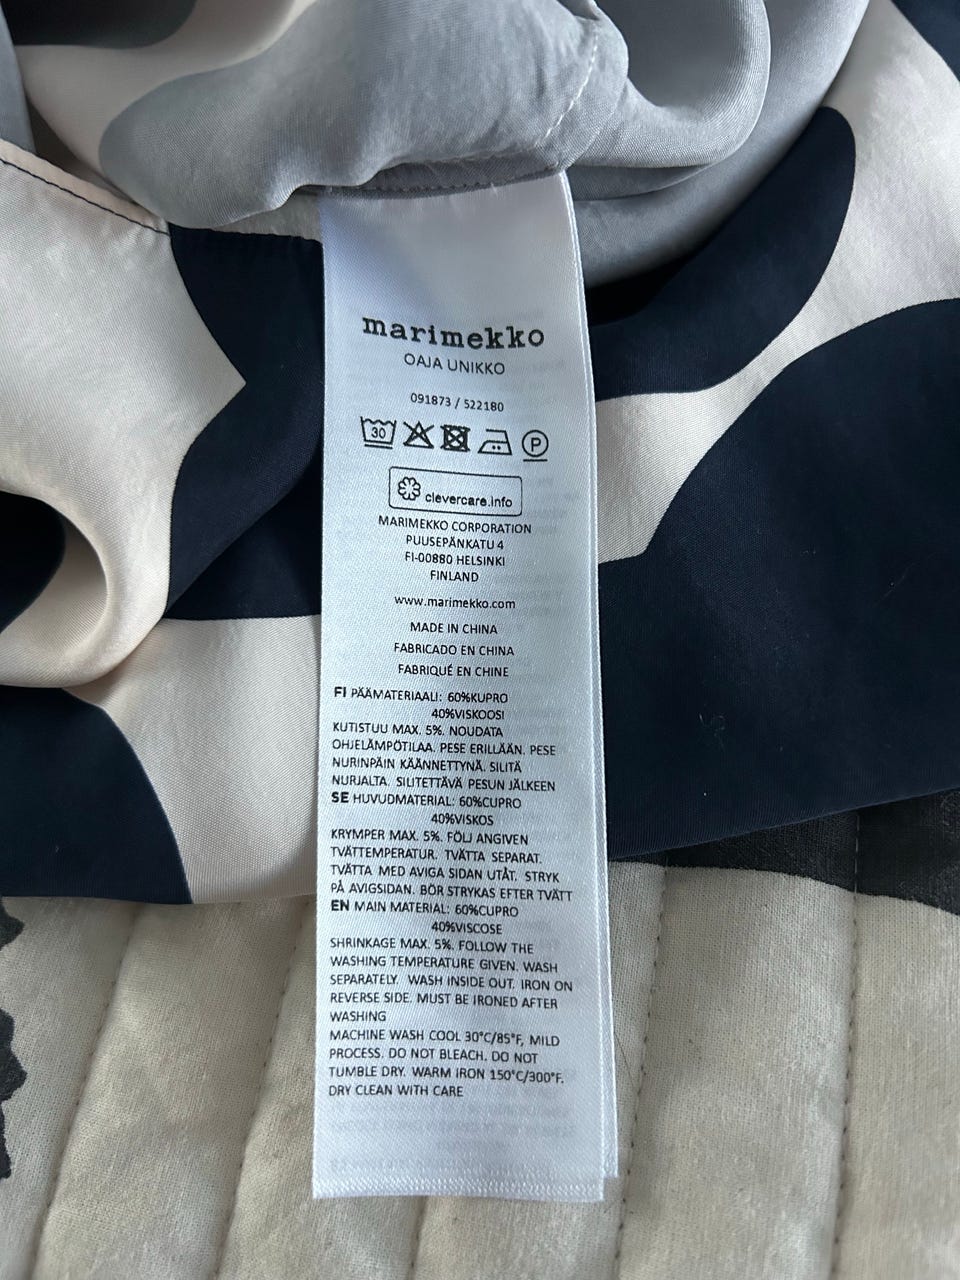 marimekko
OAJA UNIKKO
091873 / 522180
30 P
clevercare.info
MARIMEKKO CORPORATION
PUUSEPÄNKATU 4
FI-00880 HELSINKI
FINLAND
www.marimekko.com
MADE IN CHINA
FABRICADO EN CHINA
FABRIQUÉ EN CHINE
FI PÄÄMATERIAALI: 60%KUPRO
40%VISKOOSI
KUTISTUU MAX. 5%. NOUDATA
OHJELÄMPÖTILAA. PESE ERILLÄÄN. PESE
NURINPÄIN KÄÄNNETTYNÄ. SILITÄ
NURJALTA. SILITETTÄVÄ PESUN JÄLKEEN
SE HUVUDMATERIAL: 60%CUPRO
40%VISKOS
KRYMPER MAX. 5%. FÖLJ ANGIVEN
TVÄTTEMPERATUR. TVÄTTA SEPARAT.
TVÄTTA MED AVIGA SIDAN UTÅT. STRYK
PÅ AVIGSIDAN. BÖR STRYKAS EFTER TVÄTT
EN MAIN MATERIAL: 60%CUPRO
40%VISCOSE
SHRINKAGE MAX. 5%. FOLLOW THE
WASHING TEMPERATURE GIVEN. WASH
SEPARATELY. WASH INSIDE OUT. IRON ON
REVERSE SIDE. MUST BE IRONED AFTER
WASHING
MACHINE WASH COOL 30°C/85°F, MILD
PROCESS. DO NOT BLEACH. DO NOT
TUMBLE DRY. WARM IRON 150°C/300°F.
DRY CLEAN WITH CARE